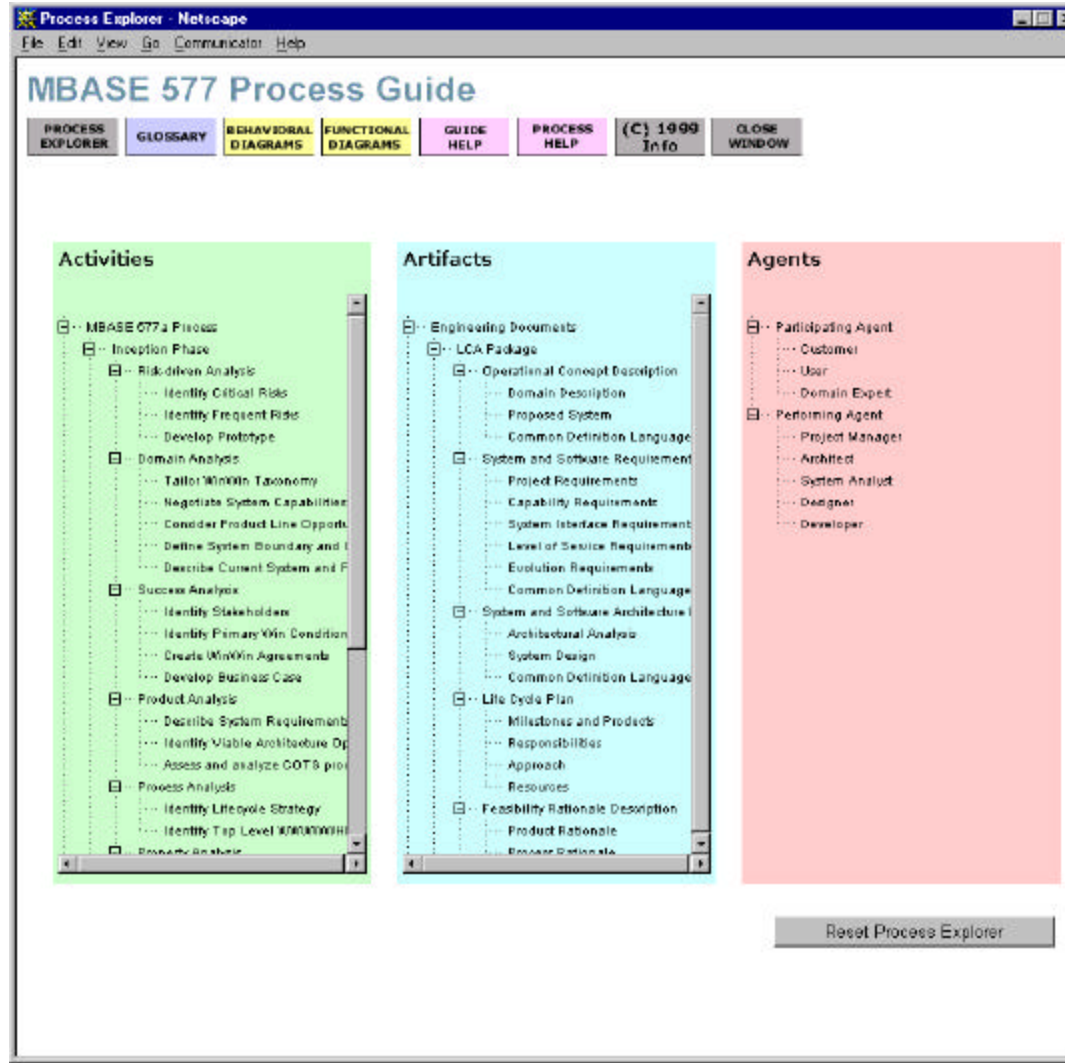 Process Explorer - Netscape
File Edit View Go Communicator Help
MBASE 577 Process Guide
PROCESS EXPLORER
GLOSSARY
BEHAVIORAL DIAGRAMS
FUNCTIONAL DIAGRAMS
GUIDE HELP
PROCESS HELP
(C) 1999 Info
CLOSE WINDOW
Activities
MBASE 577a Process
Inception Phase
Risk-driven Analysis
Identify Critical Risks
Identify Frequent Risks
Develop Prototype
Domain Analysis
Tailor WinWin Taxonomy
Negotiate System Capabilities
Consider Product Line Opportu
Define System Boundary and
Describe Current System and F
Success Analysis
Identify Stakeholders
Identify Primary Win Condition
Create WinWin Agreements
Develop Business Case
Product Analysis
Describe System Requirements
Identify Viable Architecture Op
Assess and analyze COTS
Process Analysis
Identify Lifecycle Strategy
Identify Top Level
Property Analysis
Artifacts
Engineering Documents
LCA Package
Operational Concept Description
Domain Description
Proposed System
Common Definition Language
System and Software Requirement
Project Requirements
Capability Requirements
System Interface Requirement
Level of Service Requirements
Evolution Requirements
Common Definition Language
System and Software Architecture
Architectural Analysis
System Design
Common Definition Language
Life Cycle Plan
Milestones and Products
Responsibilities
Approach
Resources
Feasibility Rationale Description
Product Rationale
Process Rationale
Agents
Participating Agent
Customer
User
Domain Expert
Performing Agent
Project Manager
Architect
System Analyst
Designer
Developer
Reset Process Explorer